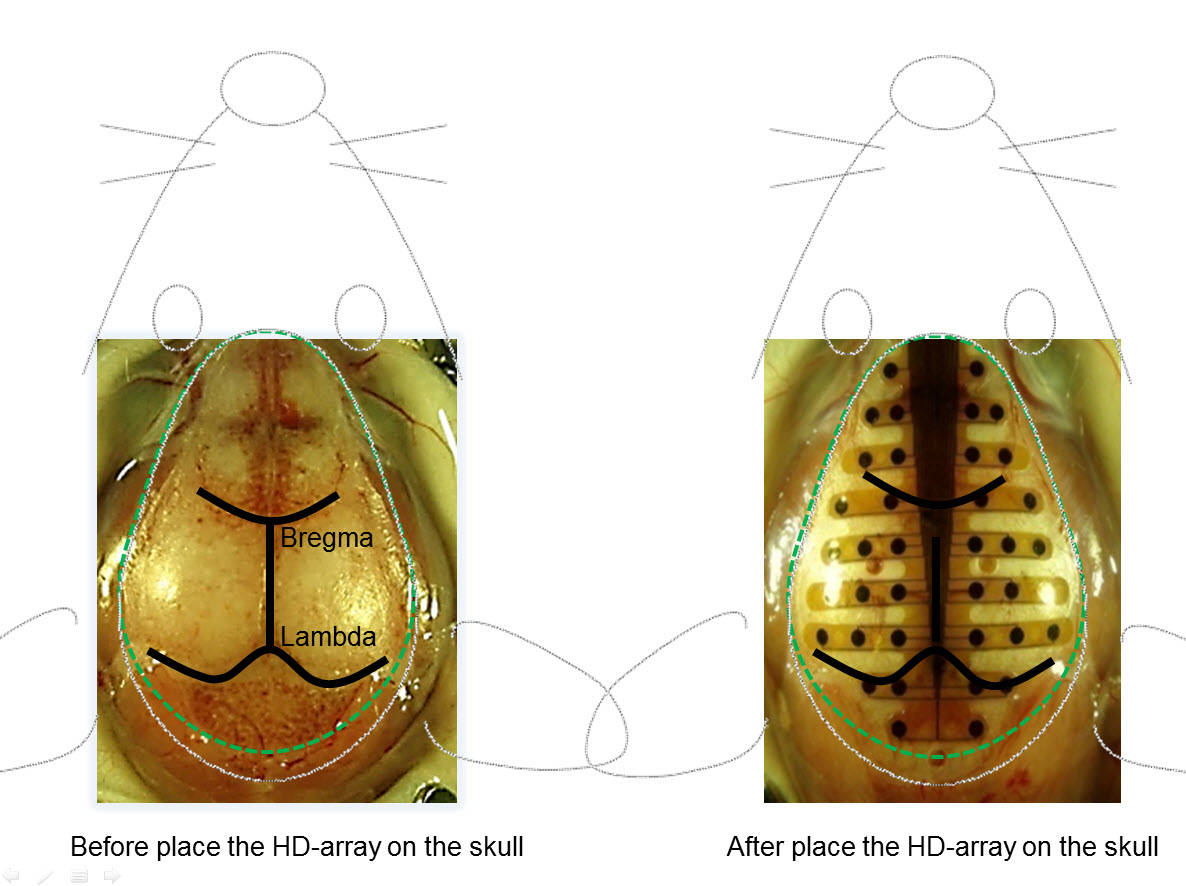 Bregma
Lambda
Before place the HD-array on the skull
After place the HD-array on the skull